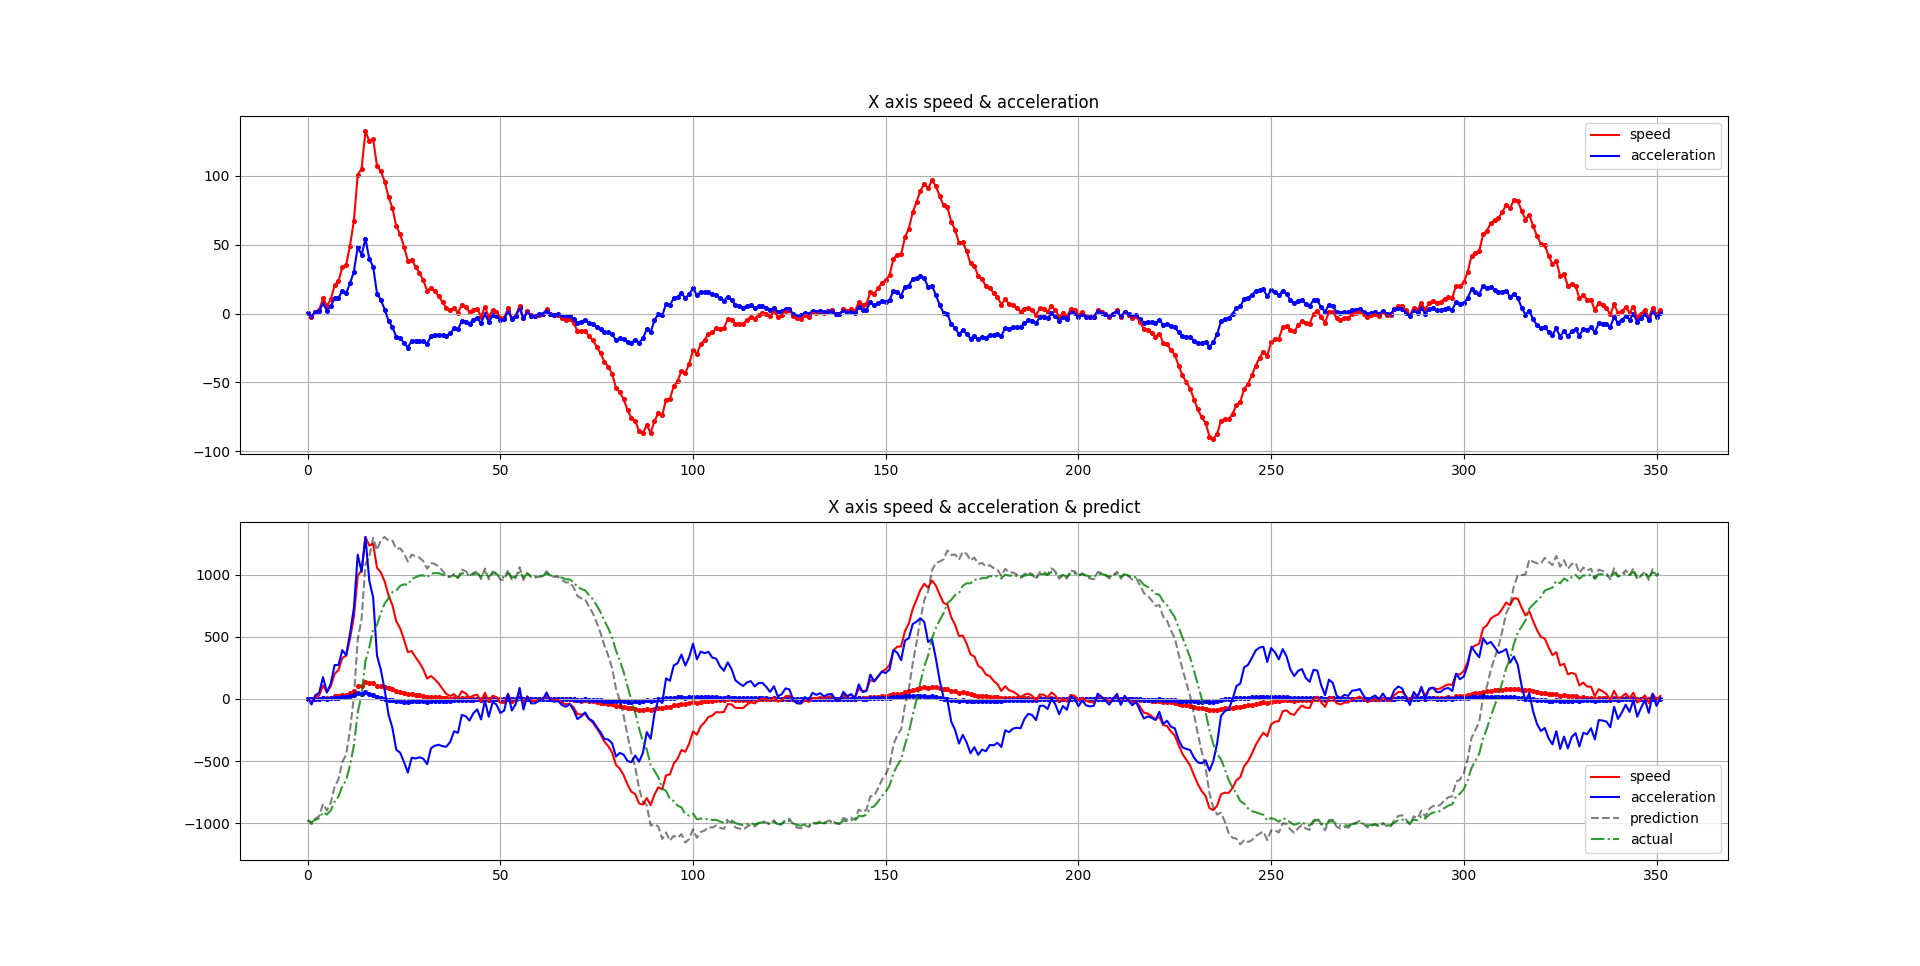 X axis speed & acceleration
speed
acceleration
100
50
0
−50
−100
0 50 100 150 200 250 300 350
X axis speed & acceleration & predict
1000
500
0
−500
−1000
speed
acceleration
prediction
actual
0 50 100 150 200 250 300 350